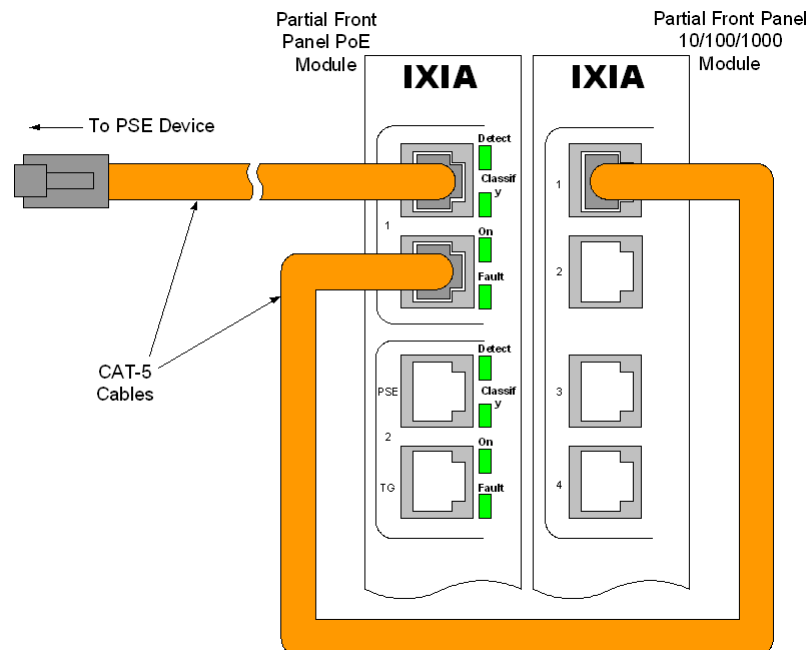 Partial Front
Panel PoE
Module
Partial Front Panel
10/100/1000
Module
IXIA
IXIA
To PSE Device
Detect
Classif
y
1
On
Fault
1
2
CAT-5
Cables
Detect
PSE
Classif
y
2
On
TG
Fault
3
4